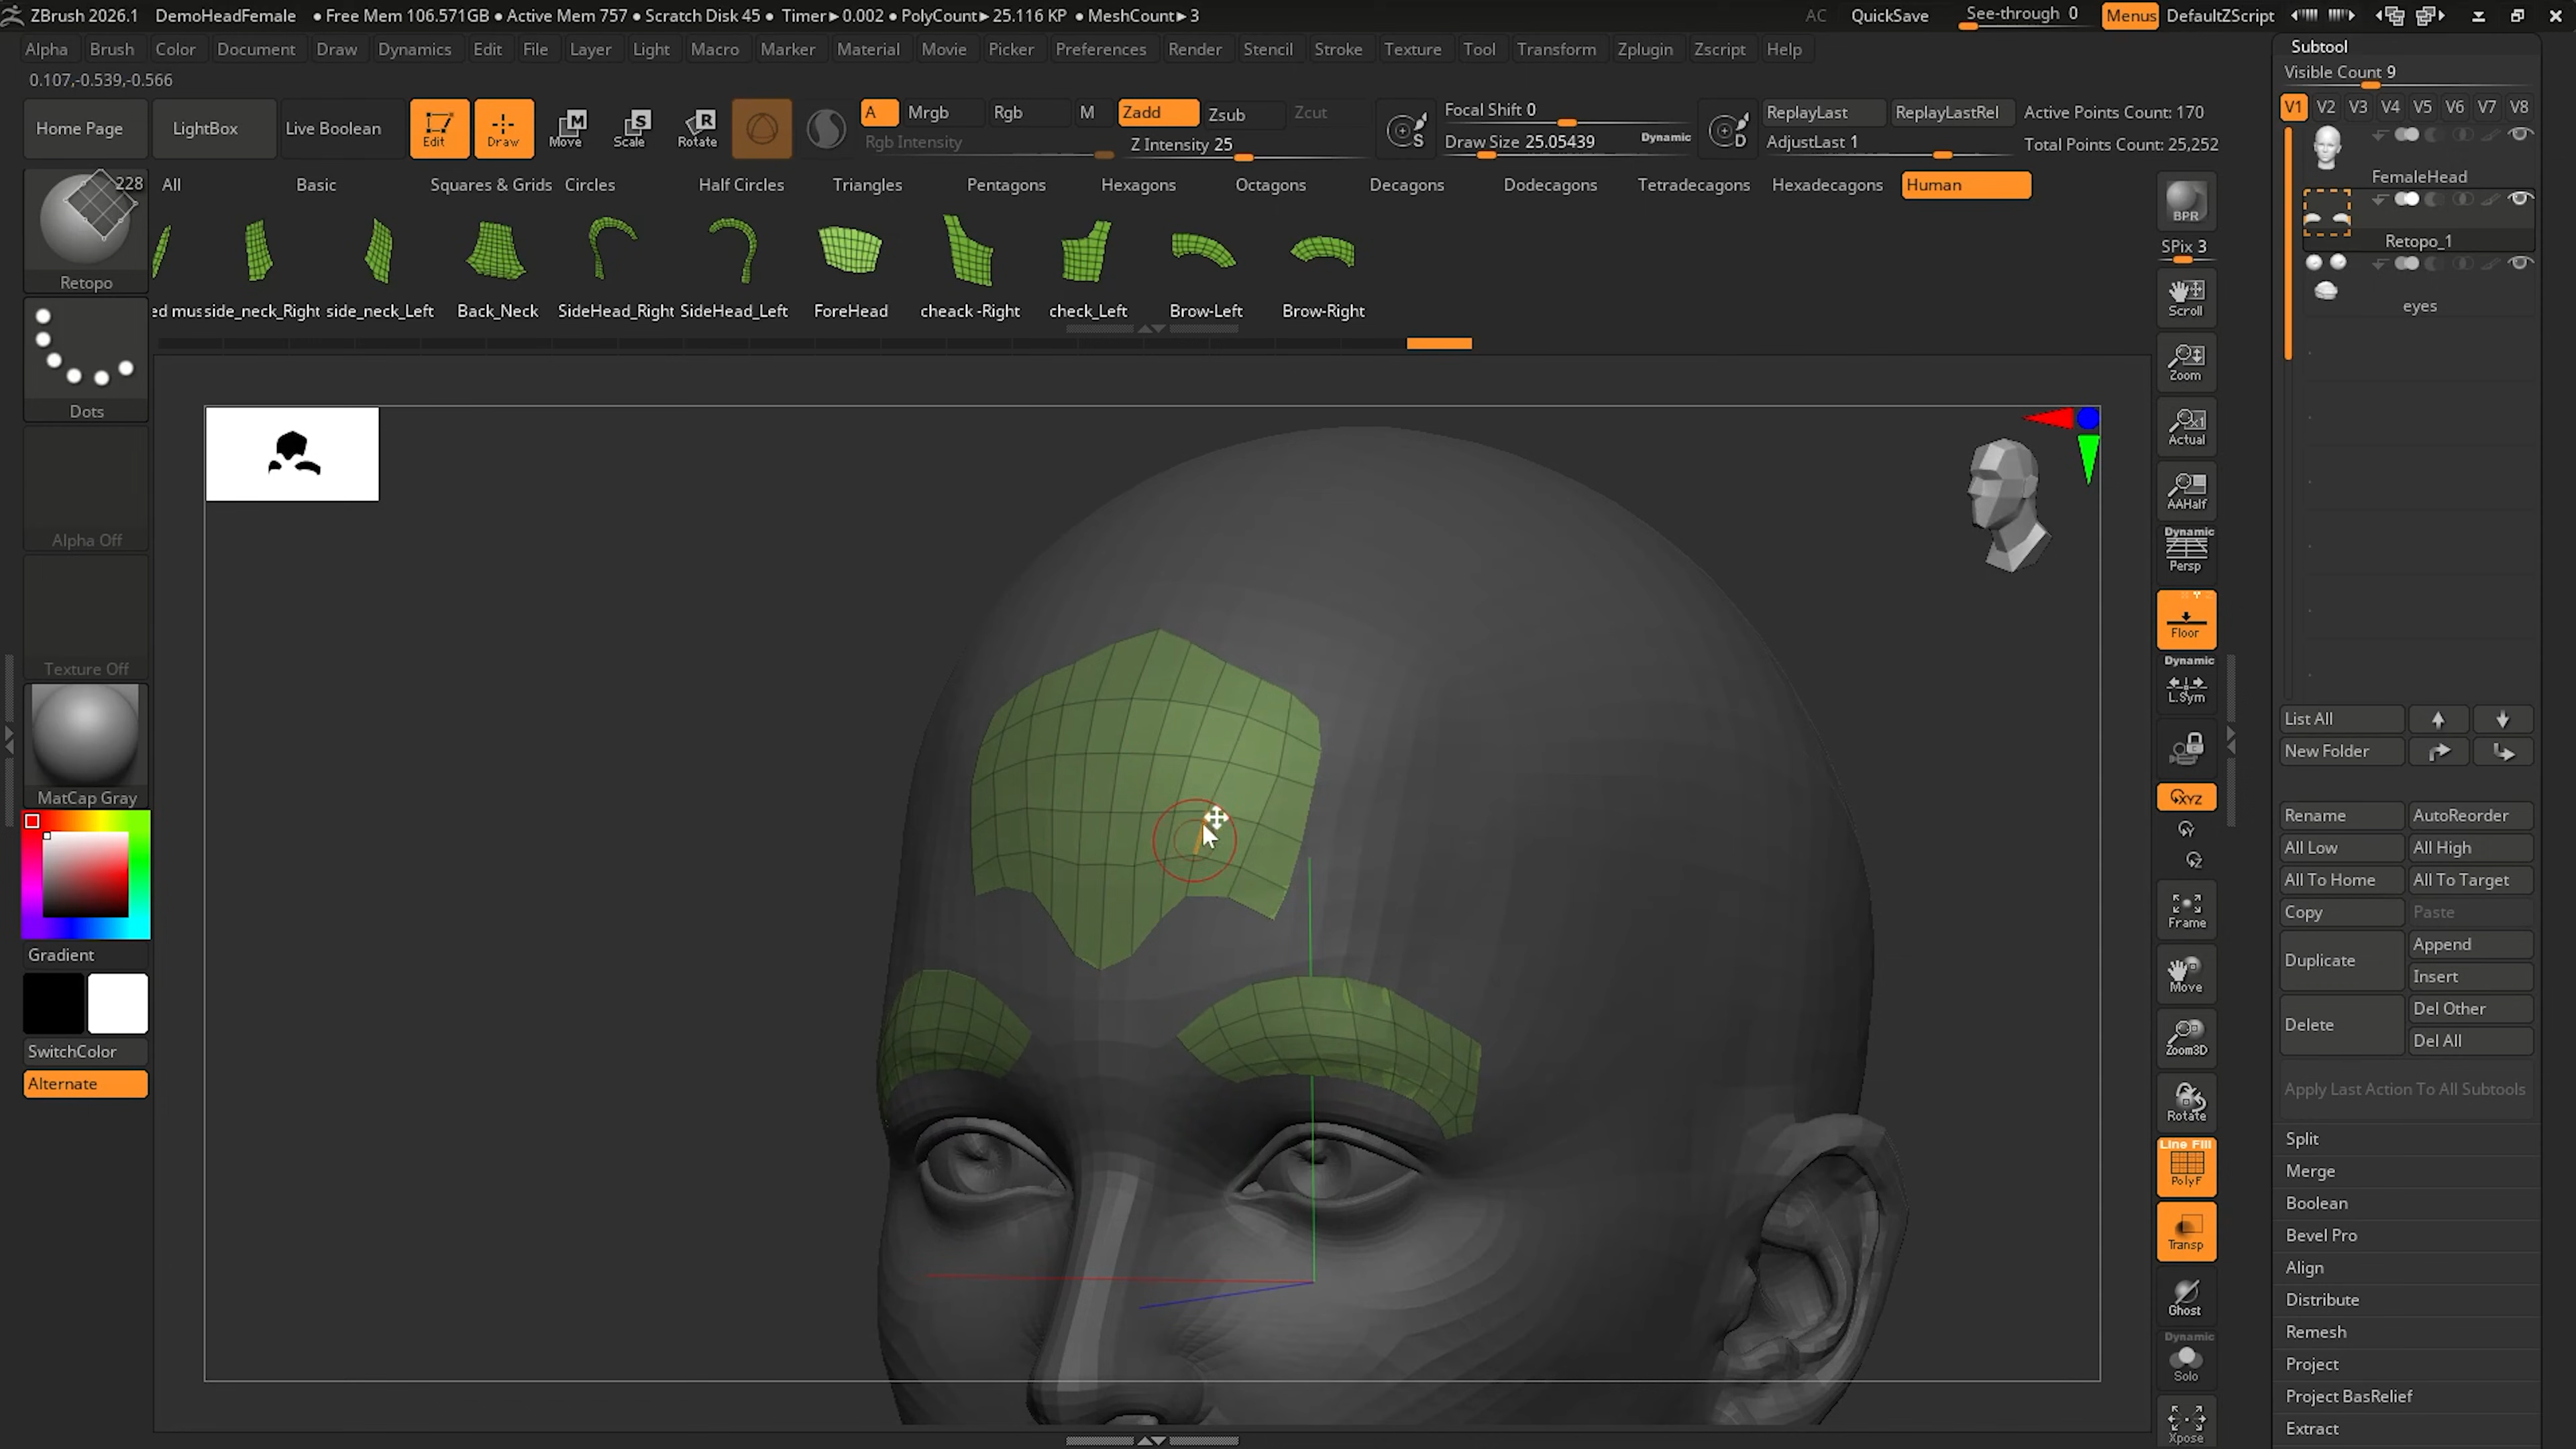 ZBrush 2026.1 DemoHeadFemale • Free Mem 106.571GB • Active Mem 757 • Scratch Disk 45 • Timer▸0.002 • PolyCount▸25.116 KP • MeshCount▸3 AC QuickSave See-through 0 Menus DefaultZScript
Alpha Brush Color Document Draw Dynamics Edit File Layer Light Macro Marker Material Movie Picker Preferences Render Stencil Stroke Texture Tool Transform Zplugin Zscript Help
0.107,-0.539,-0.566
Home Page LightBox Live Boolean Edit Draw Move Scale Rotate
M S R
A Mrgb Rgb M Zadd Zsub Zcut
Rgb Intensity Z Intensity 25
S Focal Shift 0
Draw Size 25.05439 Dynamic
D ReplayLast ReplayLastRel Active Points Count: 170
AdjustLast 1 Total Points Count: 25,252
All Basic Squares & Grids Circles Half Circles Triangles Pentagons Hexagons Octagons Decagons Dodecagons Tetradecagons Hexadecagons Human
ed mus side_neck_Right side_neck_Left Back_Neck SideHead_Right SideHead_Left ForeHead cheack -Right check_Left Brow-Left Brow-Right
228
Retopo
Dots
Alpha Off
Texture Off
MatCap Gray
Gradient
SwitchColor
Alternate
BPR
SPix 3
Scroll
Zoom
x1
Actual
AAHalf
Dynamic
Persp
Floor
Dynamic
L.Sym
XYZ
Y
Z
Frame
Move
Zoom3D
Rotate
Line Fill
PolyF
Transp
Ghost
Dynamic
Solo
Xpose
Subtool
Visible Count 9
V1 V2 V3 V4 V5 V6 V7 V8
FemaleHead
Retopo_1
eyes
List All
New Folder
Rename AutoReorder
All Low All High
All To Home All To Target
Copy Paste
Duplicate Append
Insert
Delete Del Other
Del All
Apply Last Action To All Subtools
Split
Merge
Boolean
Bevel Pro
Align
Distribute
Remesh
Project
Project BasRelief
Extract